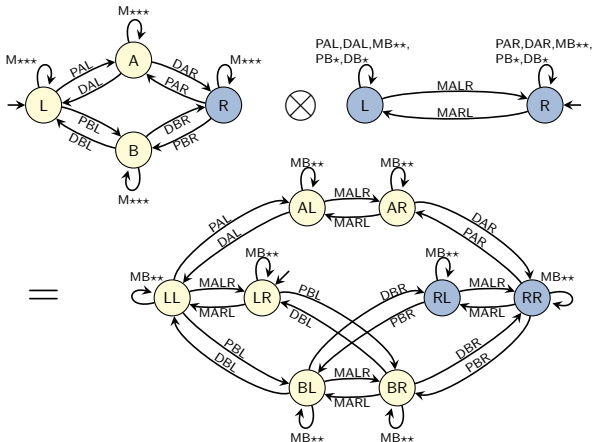 M⋆⋆⋆
A
M⋆⋆⋆ PAL DAL DAR PAR M⋆⋆⋆
L R
PBL DBL DBR PBR
B
M⋆⋆⋆
⊗
PAL,DAL,MB⋆⋆, PAR,DAR,MB⋆⋆,
PB⋆,DB⋆ PB⋆,DB⋆
MALR
L R
MARL
=
MB⋆⋆ MB⋆⋆
AL MALR AR
MARL
PAL DAL DAR PAR
MB⋆⋆ MB⋆⋆ MB⋆⋆ MB⋆⋆
LL MALR LR PBL DBR RL MALR RR
MARL DBL PBR MARL
PBL DBL DBR PBR
BL MALR BR
MARL
MB⋆⋆ MB⋆⋆